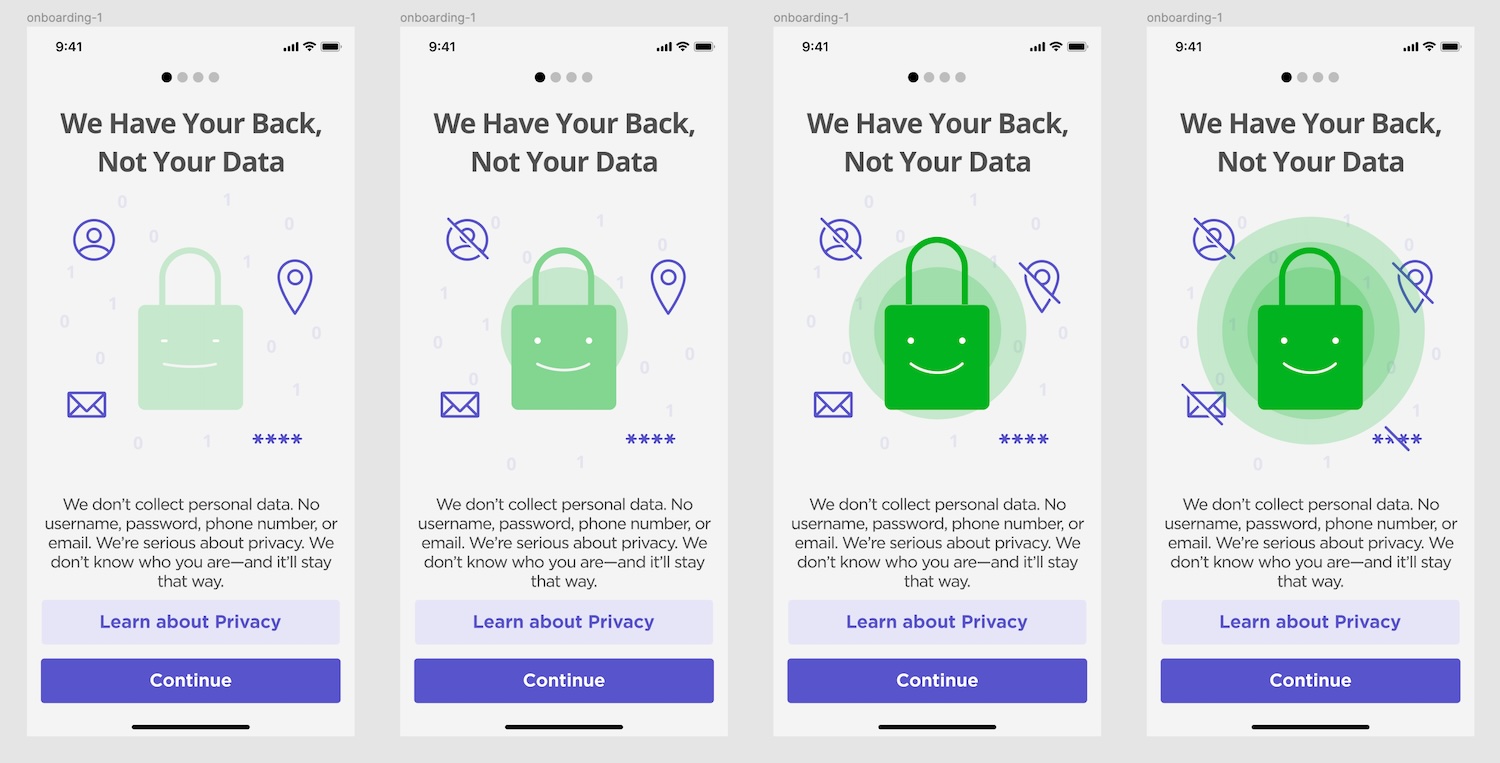 onboarding-1
9:41
We Have Your Back,
Not Your Data
0 1
0
0
1
1
1
0
0
0
0
1
0 1
****
We don't collect personal data. No
username, password, phone number, or
email. We're serious about privacy. We
don't know who you are—and it'll stay
that way.
Learn about Privacy
Continue
onboarding-1
9:41
We Have Your Back,
Not Your Data
0
1
0
0
1
1
1
0
0
0
0
1
0 1
****
We don't collect personal data. No
username, password, phone number, or
email. We're serious about privacy. We
don't know who you are—and it'll stay
that way.
Learn about Privacy
Continue
onboarding-1
9:41
We Have Your Back,
Not Your Data
0 1
0
1
1
1
0
0
0
1
0 1
****
We don't collect personal data. No
username, password, phone number, or
email. We're serious about privacy. We
don't know who you are—and it'll stay
that way.
Learn about Privacy
Continue
onboarding-1
9:41
We Have Your Back,
Not Your Data
0
1
0
0
1
1
0
0
0
0
1
0 1
****
We don't collect personal data. No
username, password, phone number, or
email. We're serious about privacy. We
don't know who you are—and it'll stay
that way.
Learn about Privacy
Continue